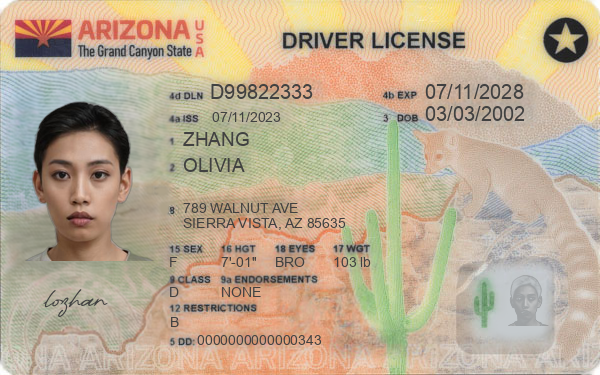 ARIZONA USA
The Grand Canyon State
DRIVER LICENSE
4d DLN D99822333
4b EXP 07/11/2028
4a ISS 07/11/2023
3 DOB 03/03/2002
1 ZHANG
2 OLIVIA
8 789 WALNUT AVE
SIERRA VISTA, AZ 85635
15 SEX 16 HGT 18 EYES 17 WGT
F 7'-01" BRO 103 lb
9 CLASS 9a ENDORSEMENTS
D NONE
12 RESTRICTIONS
B
5 DD: 0000000000000343
lozhan
ARIZONA ARIZONA ARIZONA ARIZONA